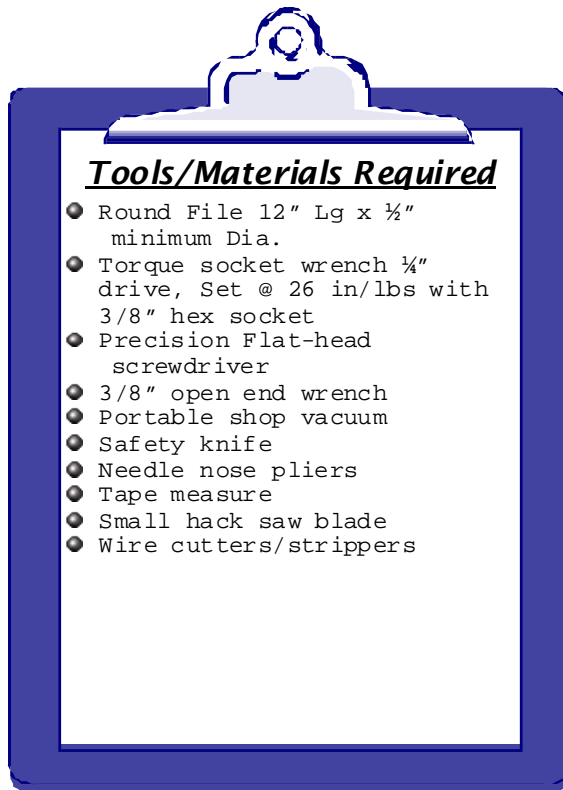 Tools/Materials Required
Round File 12" Lg x ½"
minimum Dia.
Torque socket wrench ¼"
drive, Set @ 26 in/lbs with
3/8" hex socket
Precision Flat-head
screwdriver
3/8" open end wrench
Portable shop vacuum
Safety knife
Needle nose pliers
Tape measure
Small hack saw blade
Wire cutters/strippers